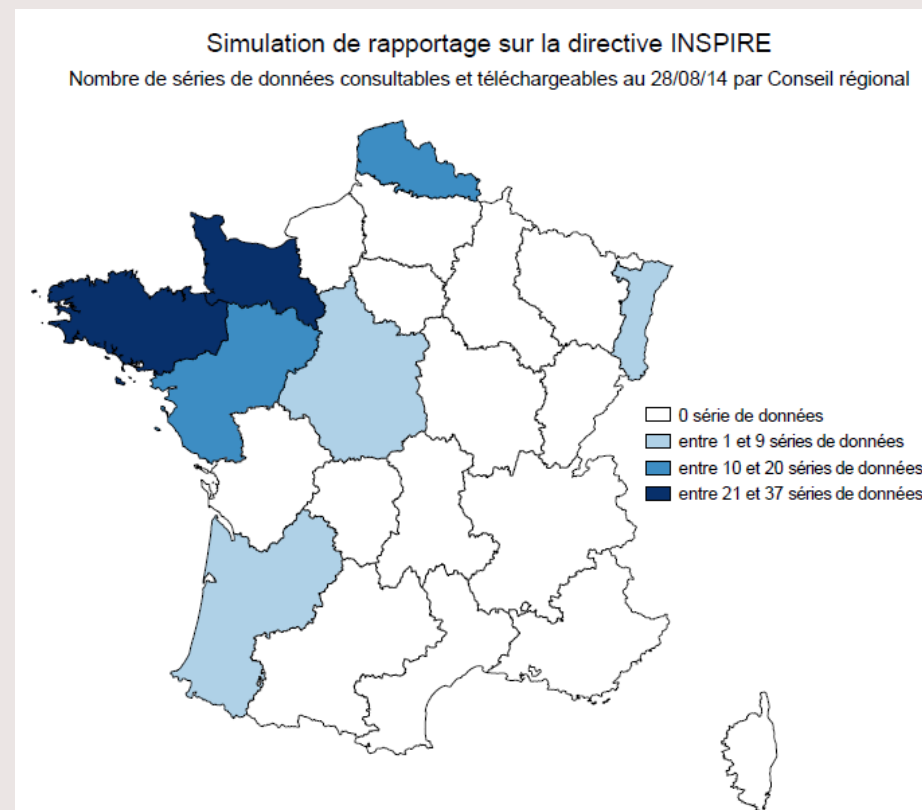 Simulation de rapportage sur la directive INSPIRE
Nombre de séries de données consultables et téléchargeables au 28/08/14 par Conseil régional
0 série de données
entre 1 et 9 séries de données
entre 10 et 20 séries de données
entre 21 et 37 séries de données